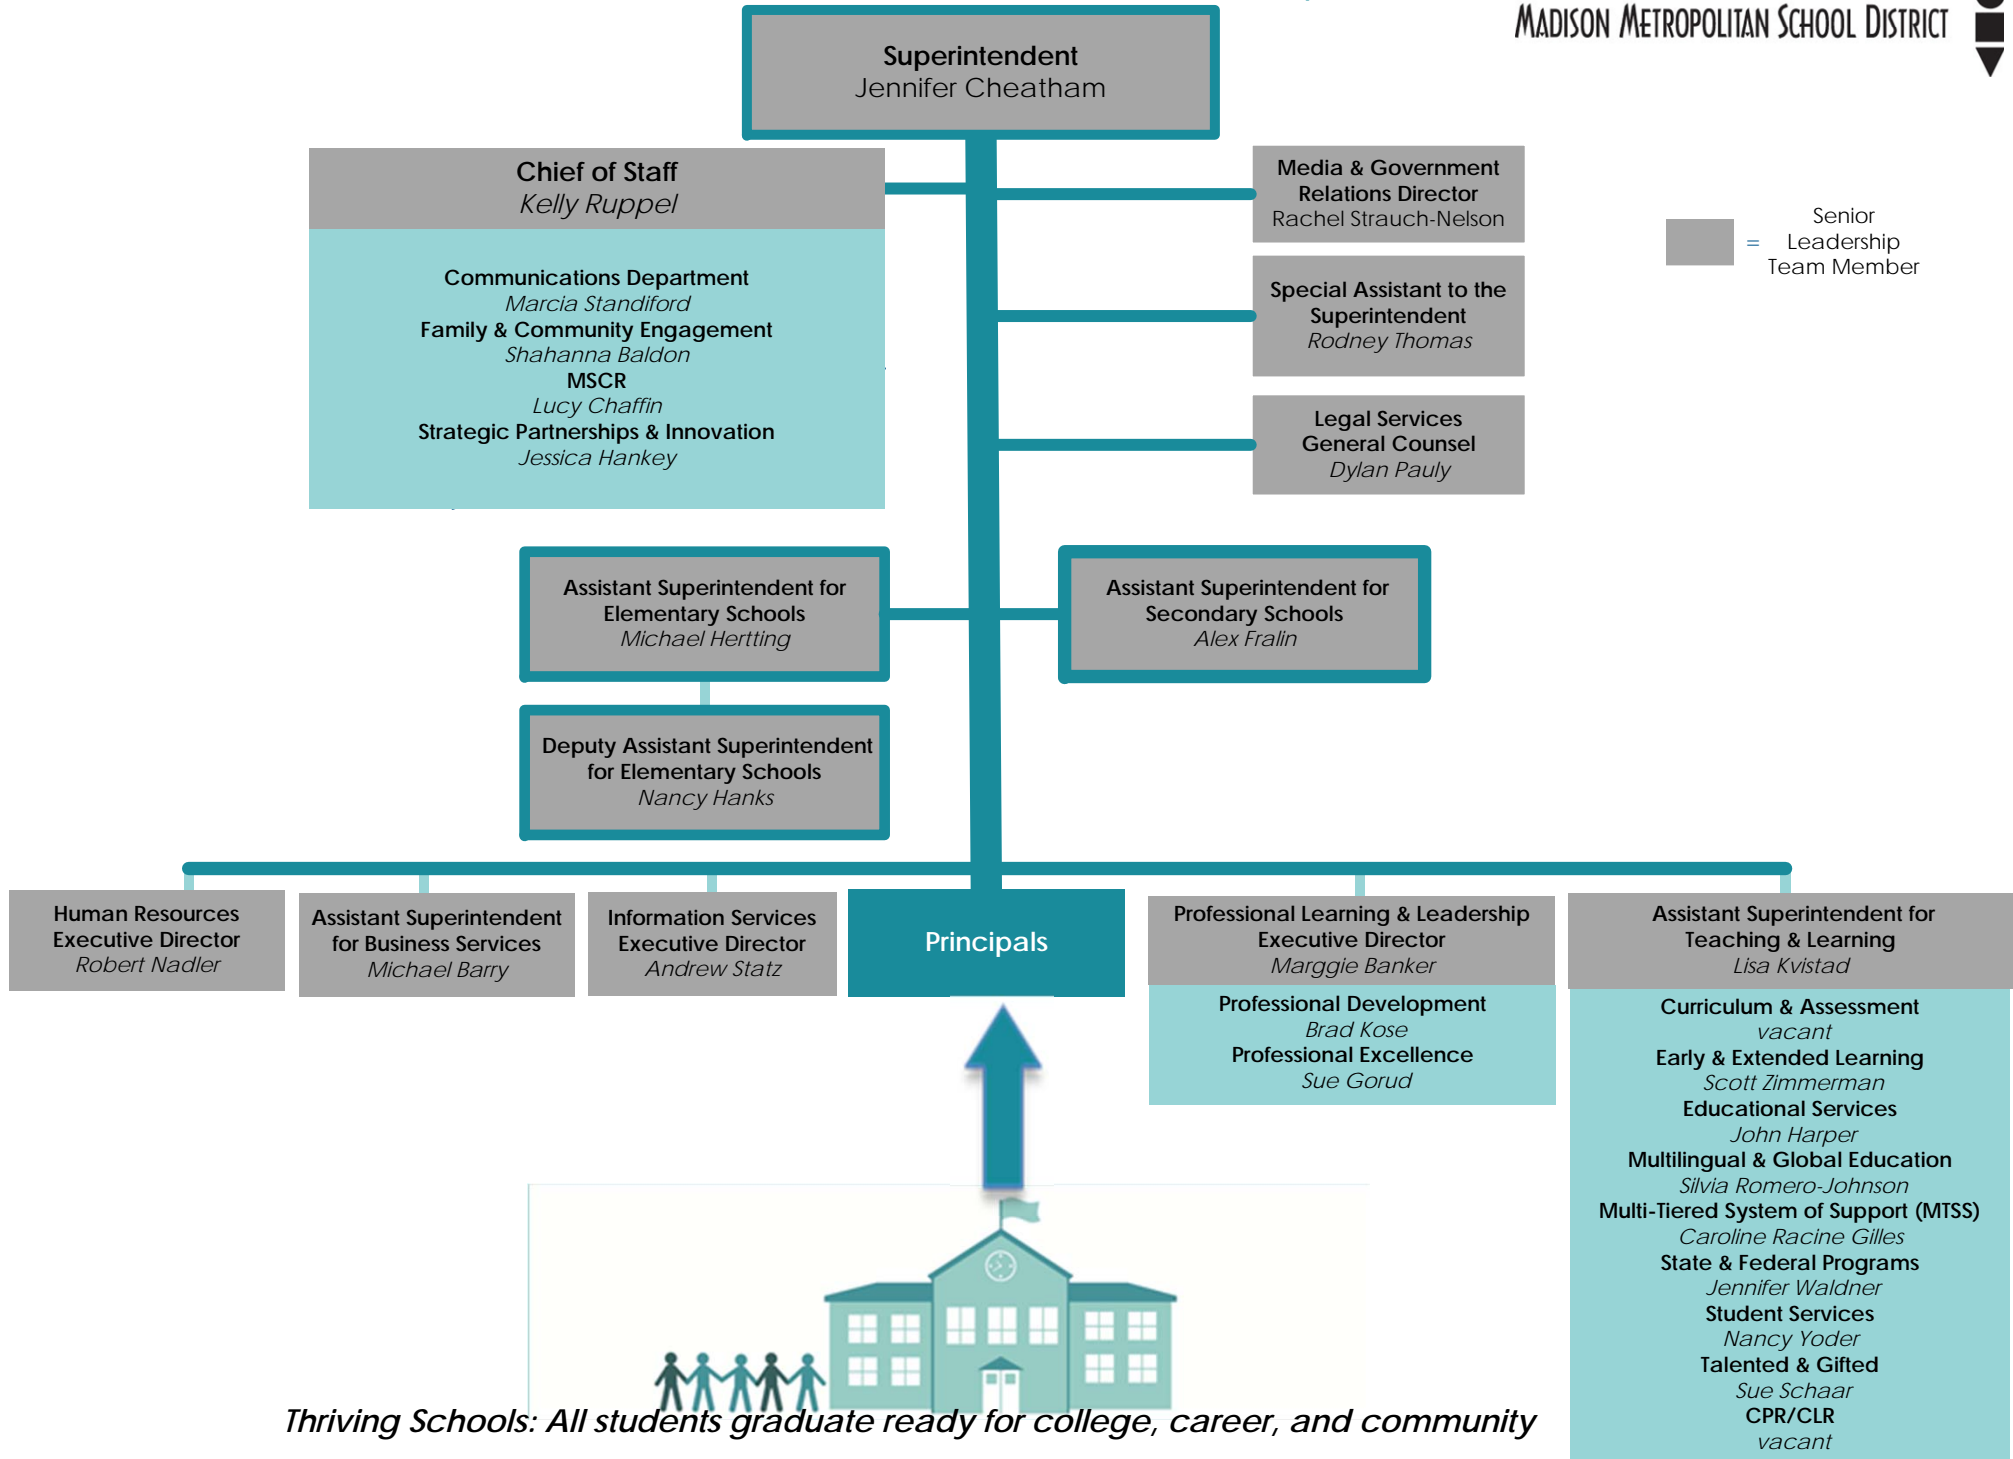 MADISON METROPOLITAN SCHOOL DISTRICT
Superintendent
Jennifer Cheatham
Chief of Staff
Kelly Ruppel
Communications Department
Marcia Standiford
Family & Community Engagement
Shahanna Baldon
MSCR
Lucy Chaffin
Strategic Partnerships & Innovation
Jessica Hankey
Media & Government
Relations Director
Rachel Strauch-Nelson
Special Assistant to the
Superintendent
Rodney Thomas
Legal Services
General Counsel
Dylan Pauly
=
Senior
Leadership
Team Member
Assistant Superintendent for
Elementary Schools
Michael Hertting
Assistant Superintendent for
Secondary Schools
Alex Fralin
Deputy Assistant Superintendent
for Elementary Schools
Nancy Hanks
Human Resources
Executive Director
Robert Nadler
Assistant Superintendent
for Business Services
Michael Barry
Information Services
Executive Director
Andrew Statz
Principals
Professional Learning & Leadership
Executive Director
Marggie Banker
Professional Development
Brad Kose
Professional Excellence
Sue Gorud
Assistant Superintendent for
Teaching & Learning
Lisa Kvistad
Curriculum & Assessment
vacant
Early & Extended Learning
Scott Zimmerman
Educational Services
John Harper
Multilingual & Global Education
Silvia Romero-Johnson
Multi-Tiered System of Support (MTSS)
Caroline Racine Gilles
State & Federal Programs
Jennifer Waldner
Student Services
Nancy Yoder
Talented & Gifted
Sue Schaar
CPR/CLR
vacant
Thriving Schools: All students graduate ready for college, career, and community